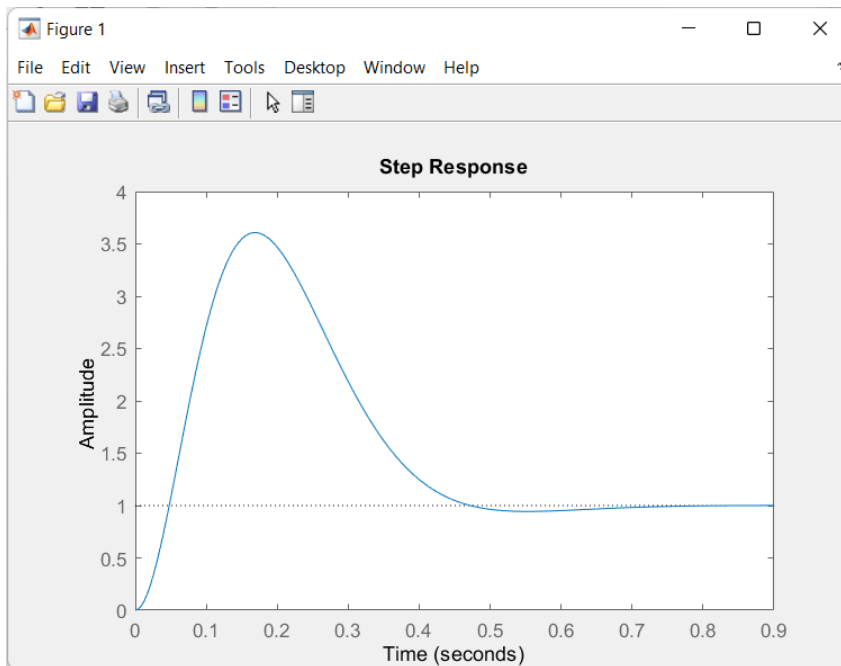 Figure 1
File Edit View Insert Tools Desktop Window Help
Step Response
Amplitude
4
3.5
3
2.5
2
1.5
1
0.5
0
0 0.1 0.2 0.3 0.4 0.5 0.6 0.7 0.8 0.9
Time (seconds)